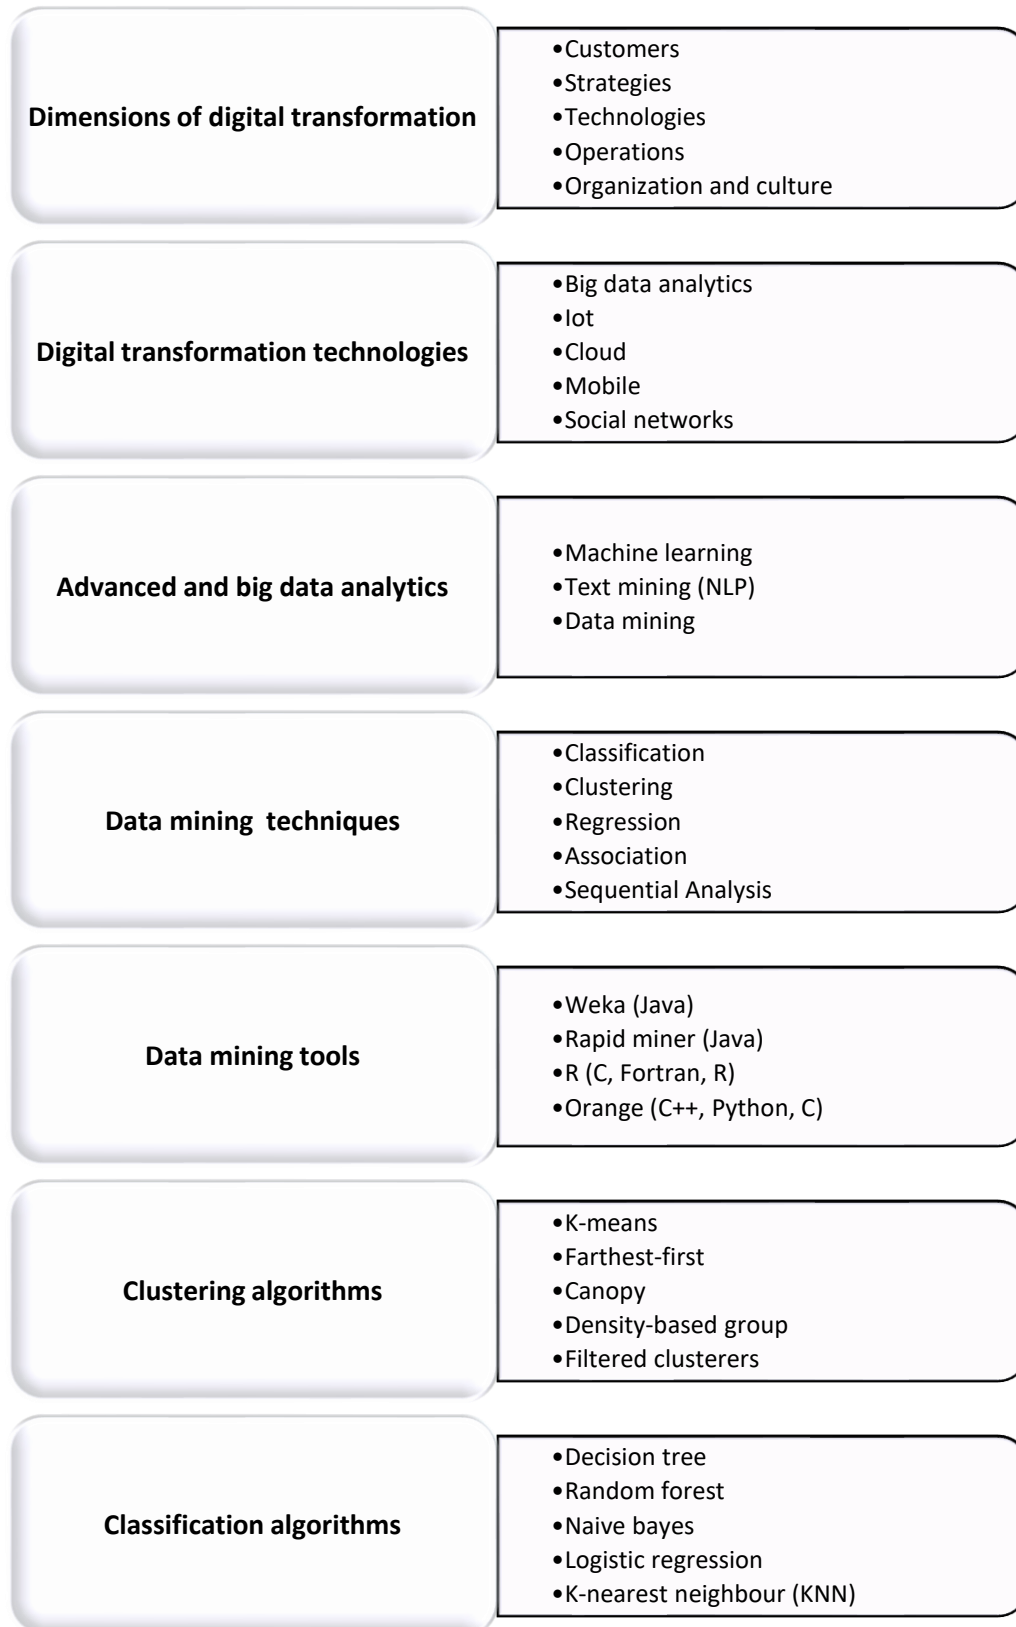 Dimensions of digital transformation
•Customers
•Strategies
•Technologies
•Operations
•Organization and culture
Digital transformation technologies
•Big data analytics
•Iot
•Cloud
•Mobile
•Social networks
Advanced and big data analytics
•Machine learning
•Text mining (NLP)
•Data mining
Data mining  techniques
•Classification
•Clustering
•Regression
•Association
•Sequential Analysis
Data mining tools
•Weka (Java)
•Rapid miner (Java)
•R (C, Fortran, R)
•Orange (C++, Python, C)
Clustering algorithms
•K-means
•Farthest-first
•Canopy
•Density-based group
•Filtered clusterers
Classification algorithms
•Decision tree
•Random forest
•Naive bayes
•Logistic regression
•K-nearest neighbour (KNN)